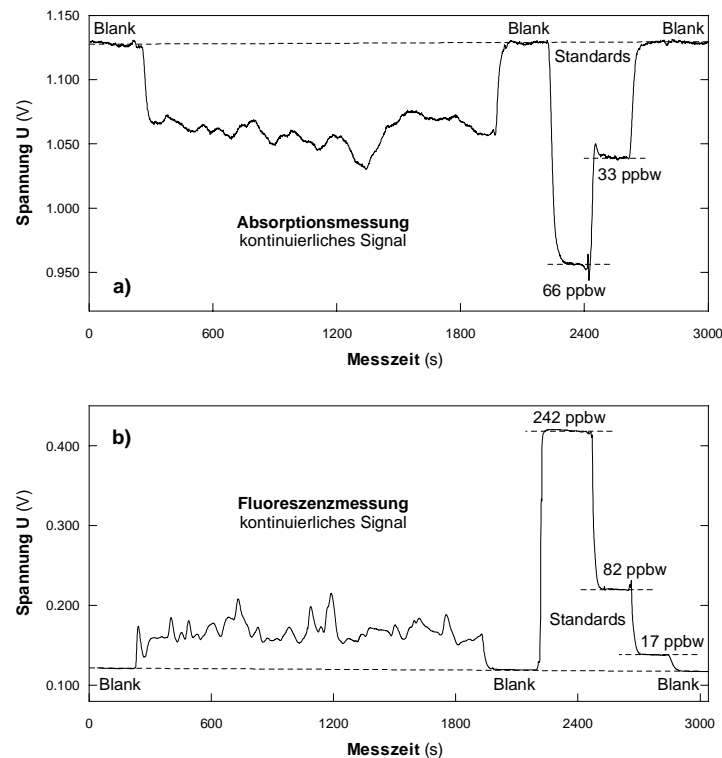 1.150
Blank
Blank
Blank
Standards
1.100
1.050
33 ppbw
Spannung U (V)
1.000
Absorptionsmessung
kontinuierliches Signal
0.950
a)
66 ppbw
0 600 1200 1800 2400 3000
Messzeit (s)
b)
242 ppbw
0.400
Fluoreszenzmessung
kontinuierliches Signal
Spannung U (V)
0.300
82 ppbw
0.200
Standards
17 ppbw
0.100
Blank
Blank
Blank
0 600 1200 1800 2400 3000
Messzeit (s)